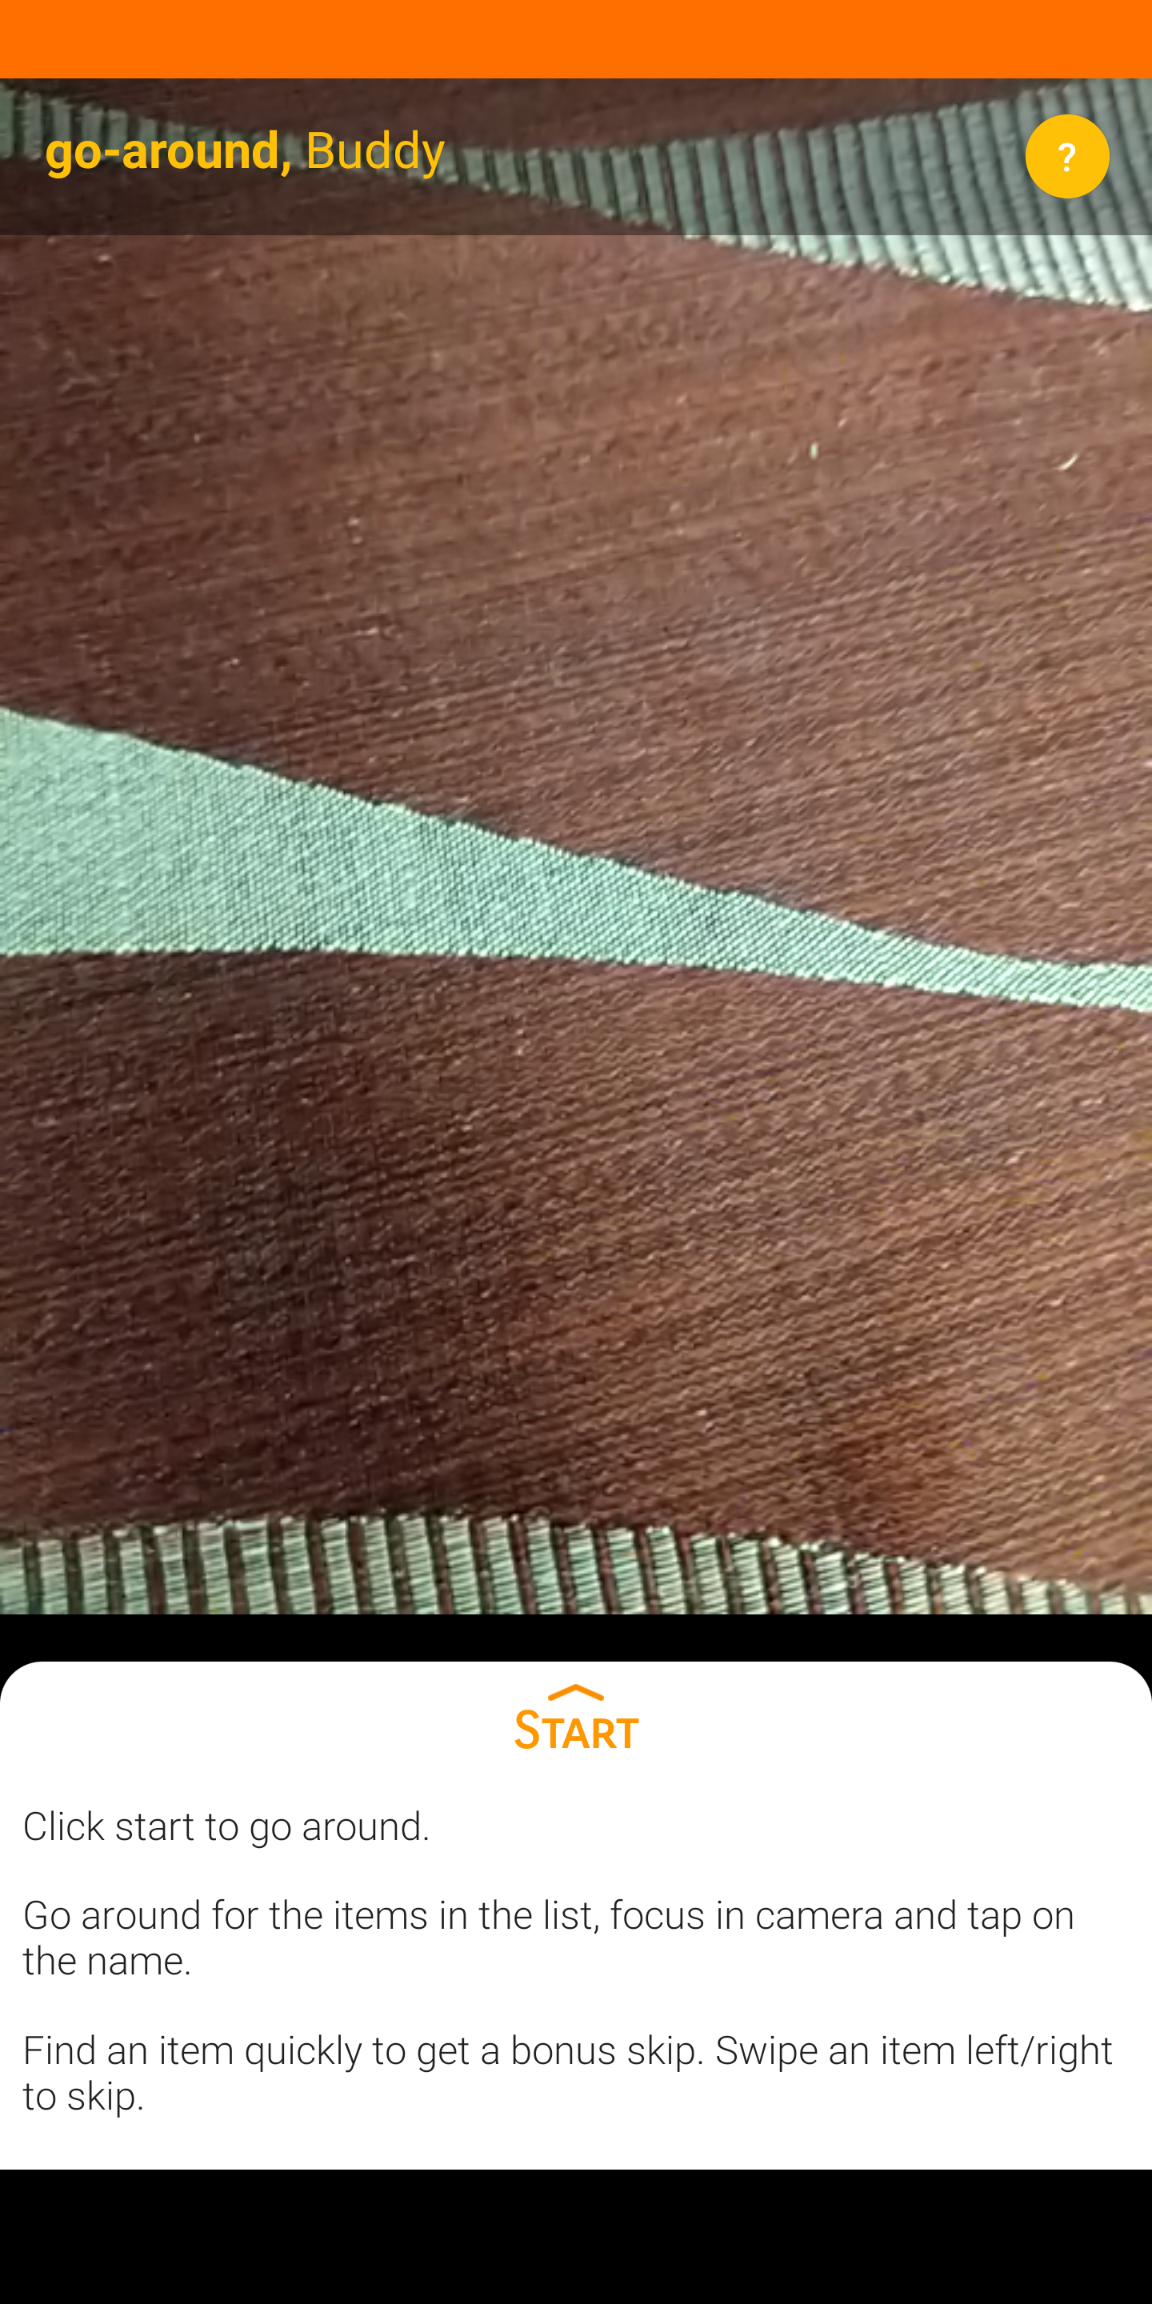 go-around, Buddy
?
START
Click start to go around.
Go around for the items in the list, focus in camera and tap on
the name.
Find an item quickly to get a bonus skip. Swipe an item left/right
to skip.